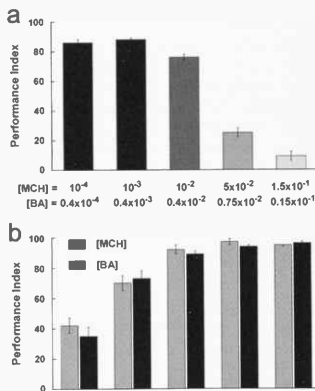 a
Performance Index
100
80
60
40
20
0
[MCH] = 10-4 10-3 10-2 5x10-2 1.5x10-1
[BA] = 0.4x10-4 0.4x10-3 0.4x10-2 0.75x10-2 0.15x10-1
b
Performance Index
100
80
60
40
20
0
[MCH]
[BA]